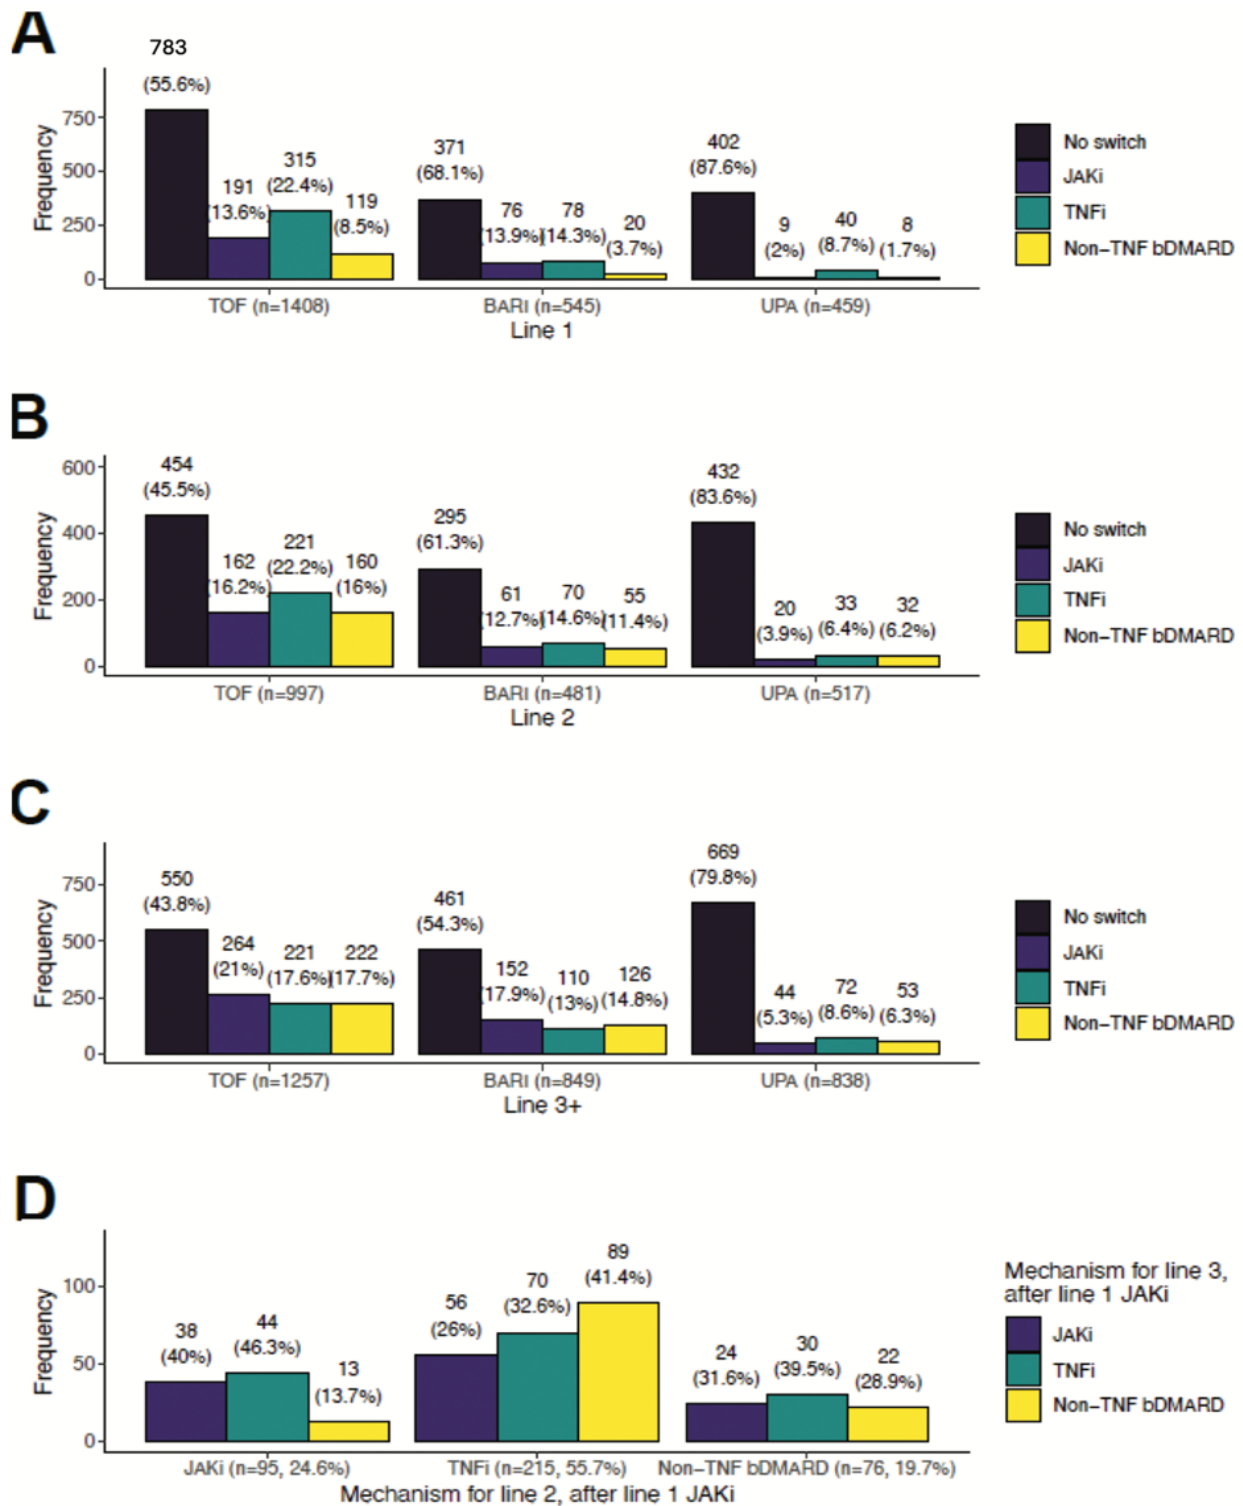 A
783
(55.6%)
191
(13.6%)
315
(22.4%)
119
(8.5%)
371
(68.1%)
76
(13.9%)
78
(14.3%)
20
(3.7%)
402
(87.6%)
9
(2%)
40
(8.7%)
8
(1.7%)
Frequency
750
500
250
0
TOF (n=1408)
BARI (n=545)
UPA (n=459)
Line 1
No switch
JAKi
TNFi
Non-TNF bDMARD
B
454
(45.5%)
162
(16.2%)
221
(22.2%)
160
(16%)
295
(61.3%)
61
(12.7%)
70
(14.6%)
55
(11.4%)
432
(83.6%)
20
(3.9%)
33
(6.4%)
32
(6.2%)
Frequency
600
400
200
0
TOF (n=997)
BARI (n=481)
UPA (n=517)
Line 2
No switch
JAKi
TNFi
Non-TNF bDMARD
C
550
(43.8%)
264
(21%)
221
(17.6%)
222
(17.7%)
461
(54.3%)
152
(17.9%)
110
(13%)
126
(14.8%)
669
(79.8%)
44
(5.3%)
72
(8.6%)
53
(6.3%)
Frequency
750
500
250
0
TOF (n=1257)
BARI (n=849)
UPA (n=838)
Line 3+
No switch
JAKi
TNFi
Non-TNF bDMARD
D
38
(40%)
44
(46.3%)
13
(13.7%)
56
(26%)
70
(32.6%)
89
(41.4%)
24
(31.6%)
30
(39.5%)
22
(28.9%)
Frequency
100
50
0
JAKi (n=95, 24.6%)
TNFi (n=215, 55.7%)
Non-TNF bDMARD (n=76, 19.7%)
Mechanism for line 2, after line 1 JAKi
Mechanism for line 3,
after line 1 JAKi
JAKi
TNFi
Non-TNF bDMARD